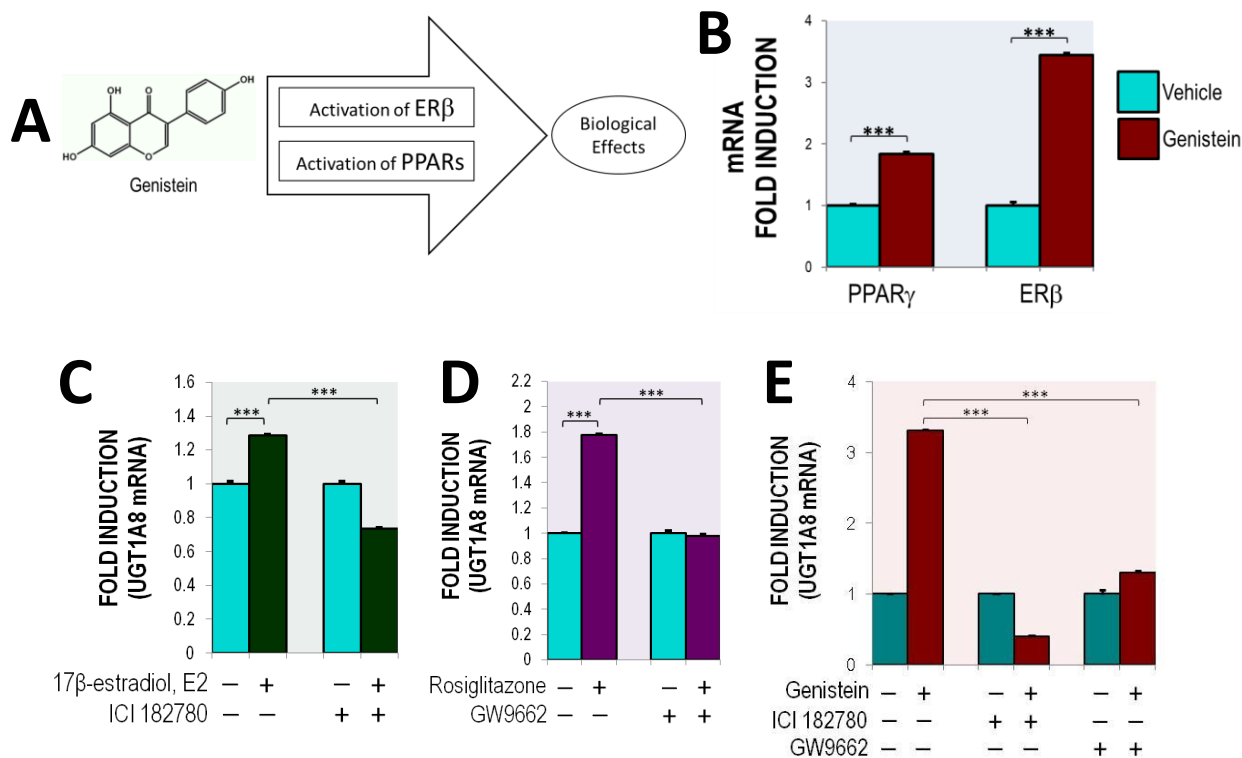 A
OH
O
OH
HO
O
Genistein
Activation of ERβ
Activation of PPARs
Biological
Effects
B
mRNA
FOLD INDUCTION
4
3
2
1
0
***
***
PPARγ
ERβ
Vehicle
Genistein
C
FOLD INDUCTION
(UGT1A8 mRNA)
1.6
1.4
1.2
1
0.8
0.6
0.4
0.2
0
***
***
17β-estradiol, E2 – + – +
ICI 182780 – – + +
D
FOLD INDUCTION
(UGT1A8 mRNA)
2.2
2
1.8
1.6
1.4
1.2
1
0.8
0.6
0.4
0.2
0
***
***
Rosiglitazone – + – +
GW9662 – – + +
E
FOLD INDUCTION
(UGT1A8 mRNA)
4
3
2
1
0
***
***
Genistein – + – + – +
ICI 182780 – – + + – –
GW9662 – – – – + +